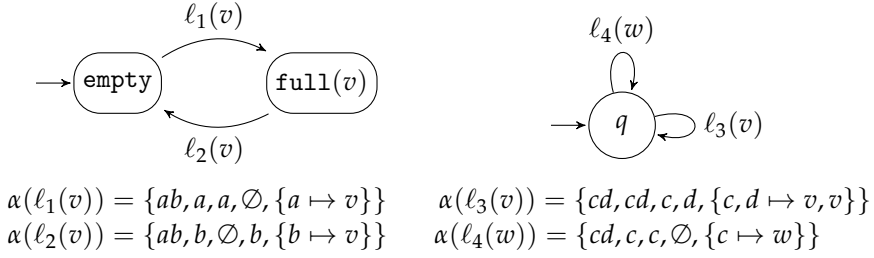 ℓ₁(v)
empty
full(v)
ℓ₂(v)
ℓ₄(w)
q
ℓ₃(v)
α(ℓ₁(v)) = {ab, a, a, ∅, {a ↦ v}}
α(ℓ₂(v)) = {ab, b, ∅, b, {b ↦ v}}
α(ℓ₃(v)) = {cd, cd, c, d, {c, d ↦ v, v}}
α(ℓ₄(w)) = {cd, c, c, ∅, {c ↦ w}}